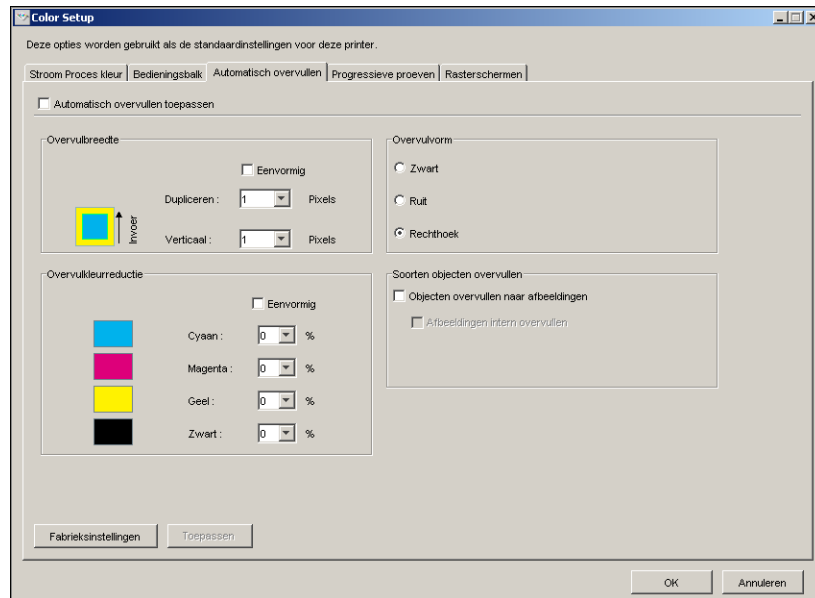 Color Setup
Deze opties worden gebruikt als de standaardinstellingen voor deze printer.
Stroom Proces kleur Bedieningsbalk Automatisch overvullen Progressieve proeven Rasterschermen
Automatisch overvullen toepassen
Overvulbreedte
Eenvormig
Dupliceren : 1 Pixels
Invoer
Verticaal : 1 Pixels
Overvulvorm
Zwart
Ruit
Rechthoek
Overvulkleurreductie
Eenvormig
Cyaan : 0 %
Magenta : 0 %
Geel : 0 %
Zwart : 0 %
Soorten objecten overvullen
Objecten overvullen naar afbeeldingen
Afbeeldingen intern overvullen
Fabrieksinstellingen Toepassen
OK Annuleren